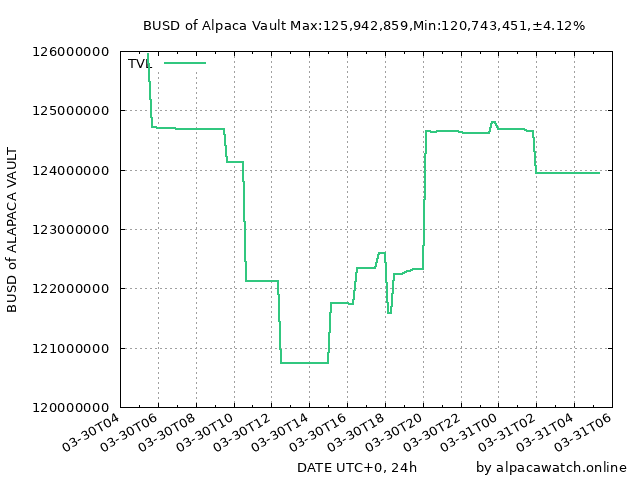 BUSD of Alpaca Vault Max:125,942,859,Min:120,743,451,±4.12%
TVL
126000000
125000000
124000000
123000000
122000000
121000000
120000000
BUSD of ALAPACA VAULT
03-30T04
03-30T06
03-30T08
03-30T10
03-30T12
03-30T14
03-30T16
03-30T18
03-30T20
03-30T22
03-31T00
03-31T02
03-31T04
03-31T06
DATE UTC+0, 24h
by alpacawatch.online